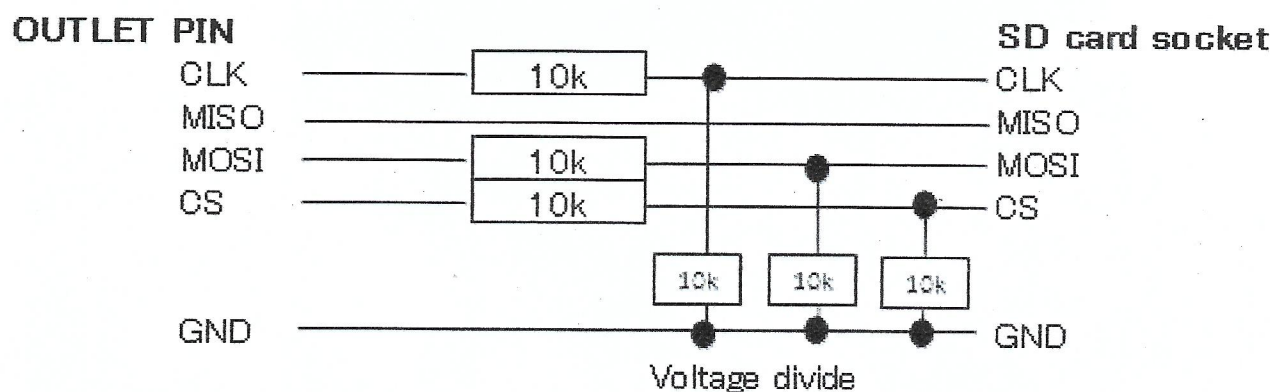 OUTLET PIN
SD card socket
CLK 10k CLK
MISO MISO
MOSI 10k MOSI
CS 10k CS
10k 10k 10k
GND GND
Voltage divide